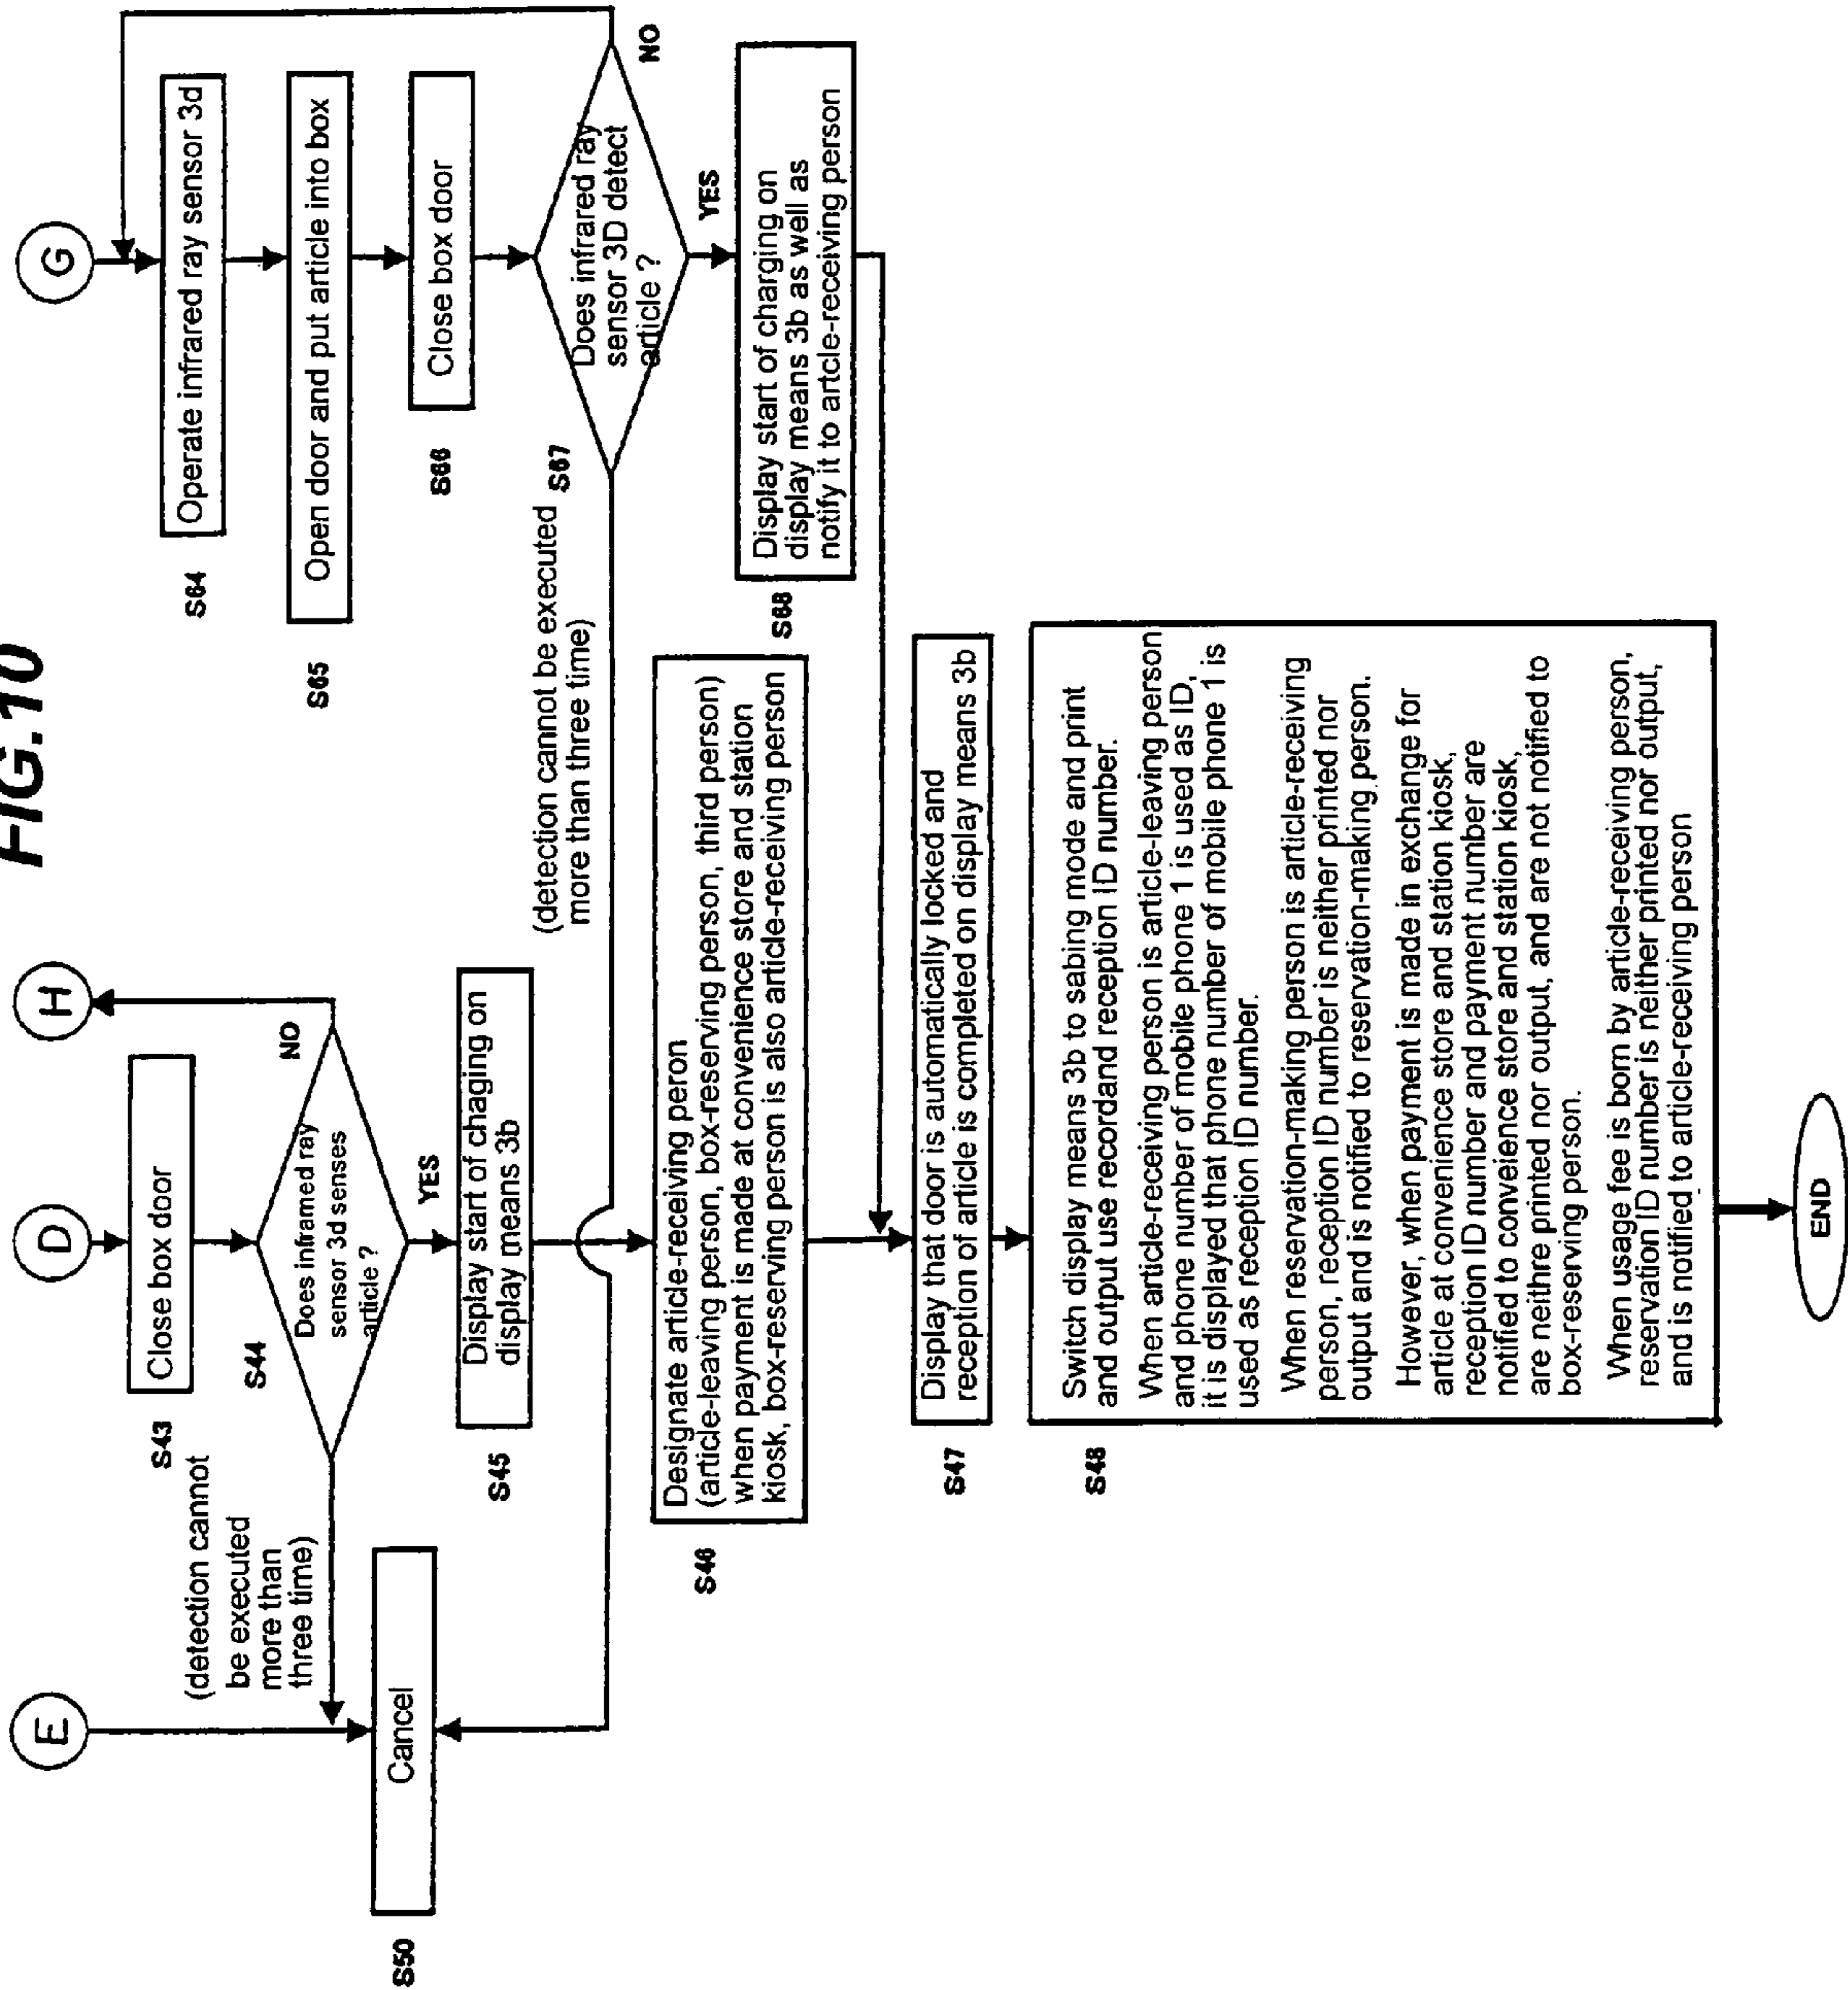 FIG.10
E
D
H
G
S43
Close box door
S44
Does inframed ray
sensor 3d senses
article ?
NO
YES
(detection cannot
be executed
more than
three time)
S50
Cancel
S45
Display start of chaging on
display means 3b
S46
Designate article-receiving peron
(article-leaving person, box-reserving person, third person)
when payment is made at convenience store and station
kiosk, box-reserving person is also article-receiving person
S64
Operate infrared ray sensor 3d
S65
Open door and put article into box
S66
Close box door
S67
Does infrared ray
sensor 3D detect
article ?
NO
YES
(detection cannot be executed
more than three time)
S68
Display start of charging on
display means 3b as well as
notify it to artcle-receiving person
S47
Display that door is automatically locked and
reception of article is completed on display means 3b
S48
Switch display means 3b to sabing mode and print
and output use recordand reception ID number.
When article-receiving person is article-leaving person
and phone number of mobile phone 1 is used as ID,
it is displayed that phone number of mobile phone 1 is
used as reception ID number.
When reservation-making person is article-receiving
person, reception ID number is neither printed nor
output and is notified to reservation-making person.
However, when payment is made in exchange for
article at convenience store and station kiosk,
reception ID number and payment number are
notified to conveience store and station kiosk,
are neithre printed nor output, and are not notified to
box-reserving person.
When usage fee is born by article-receiving person,
reservation ID number is neither printed nor output,
and is notified to article-receiving person
END